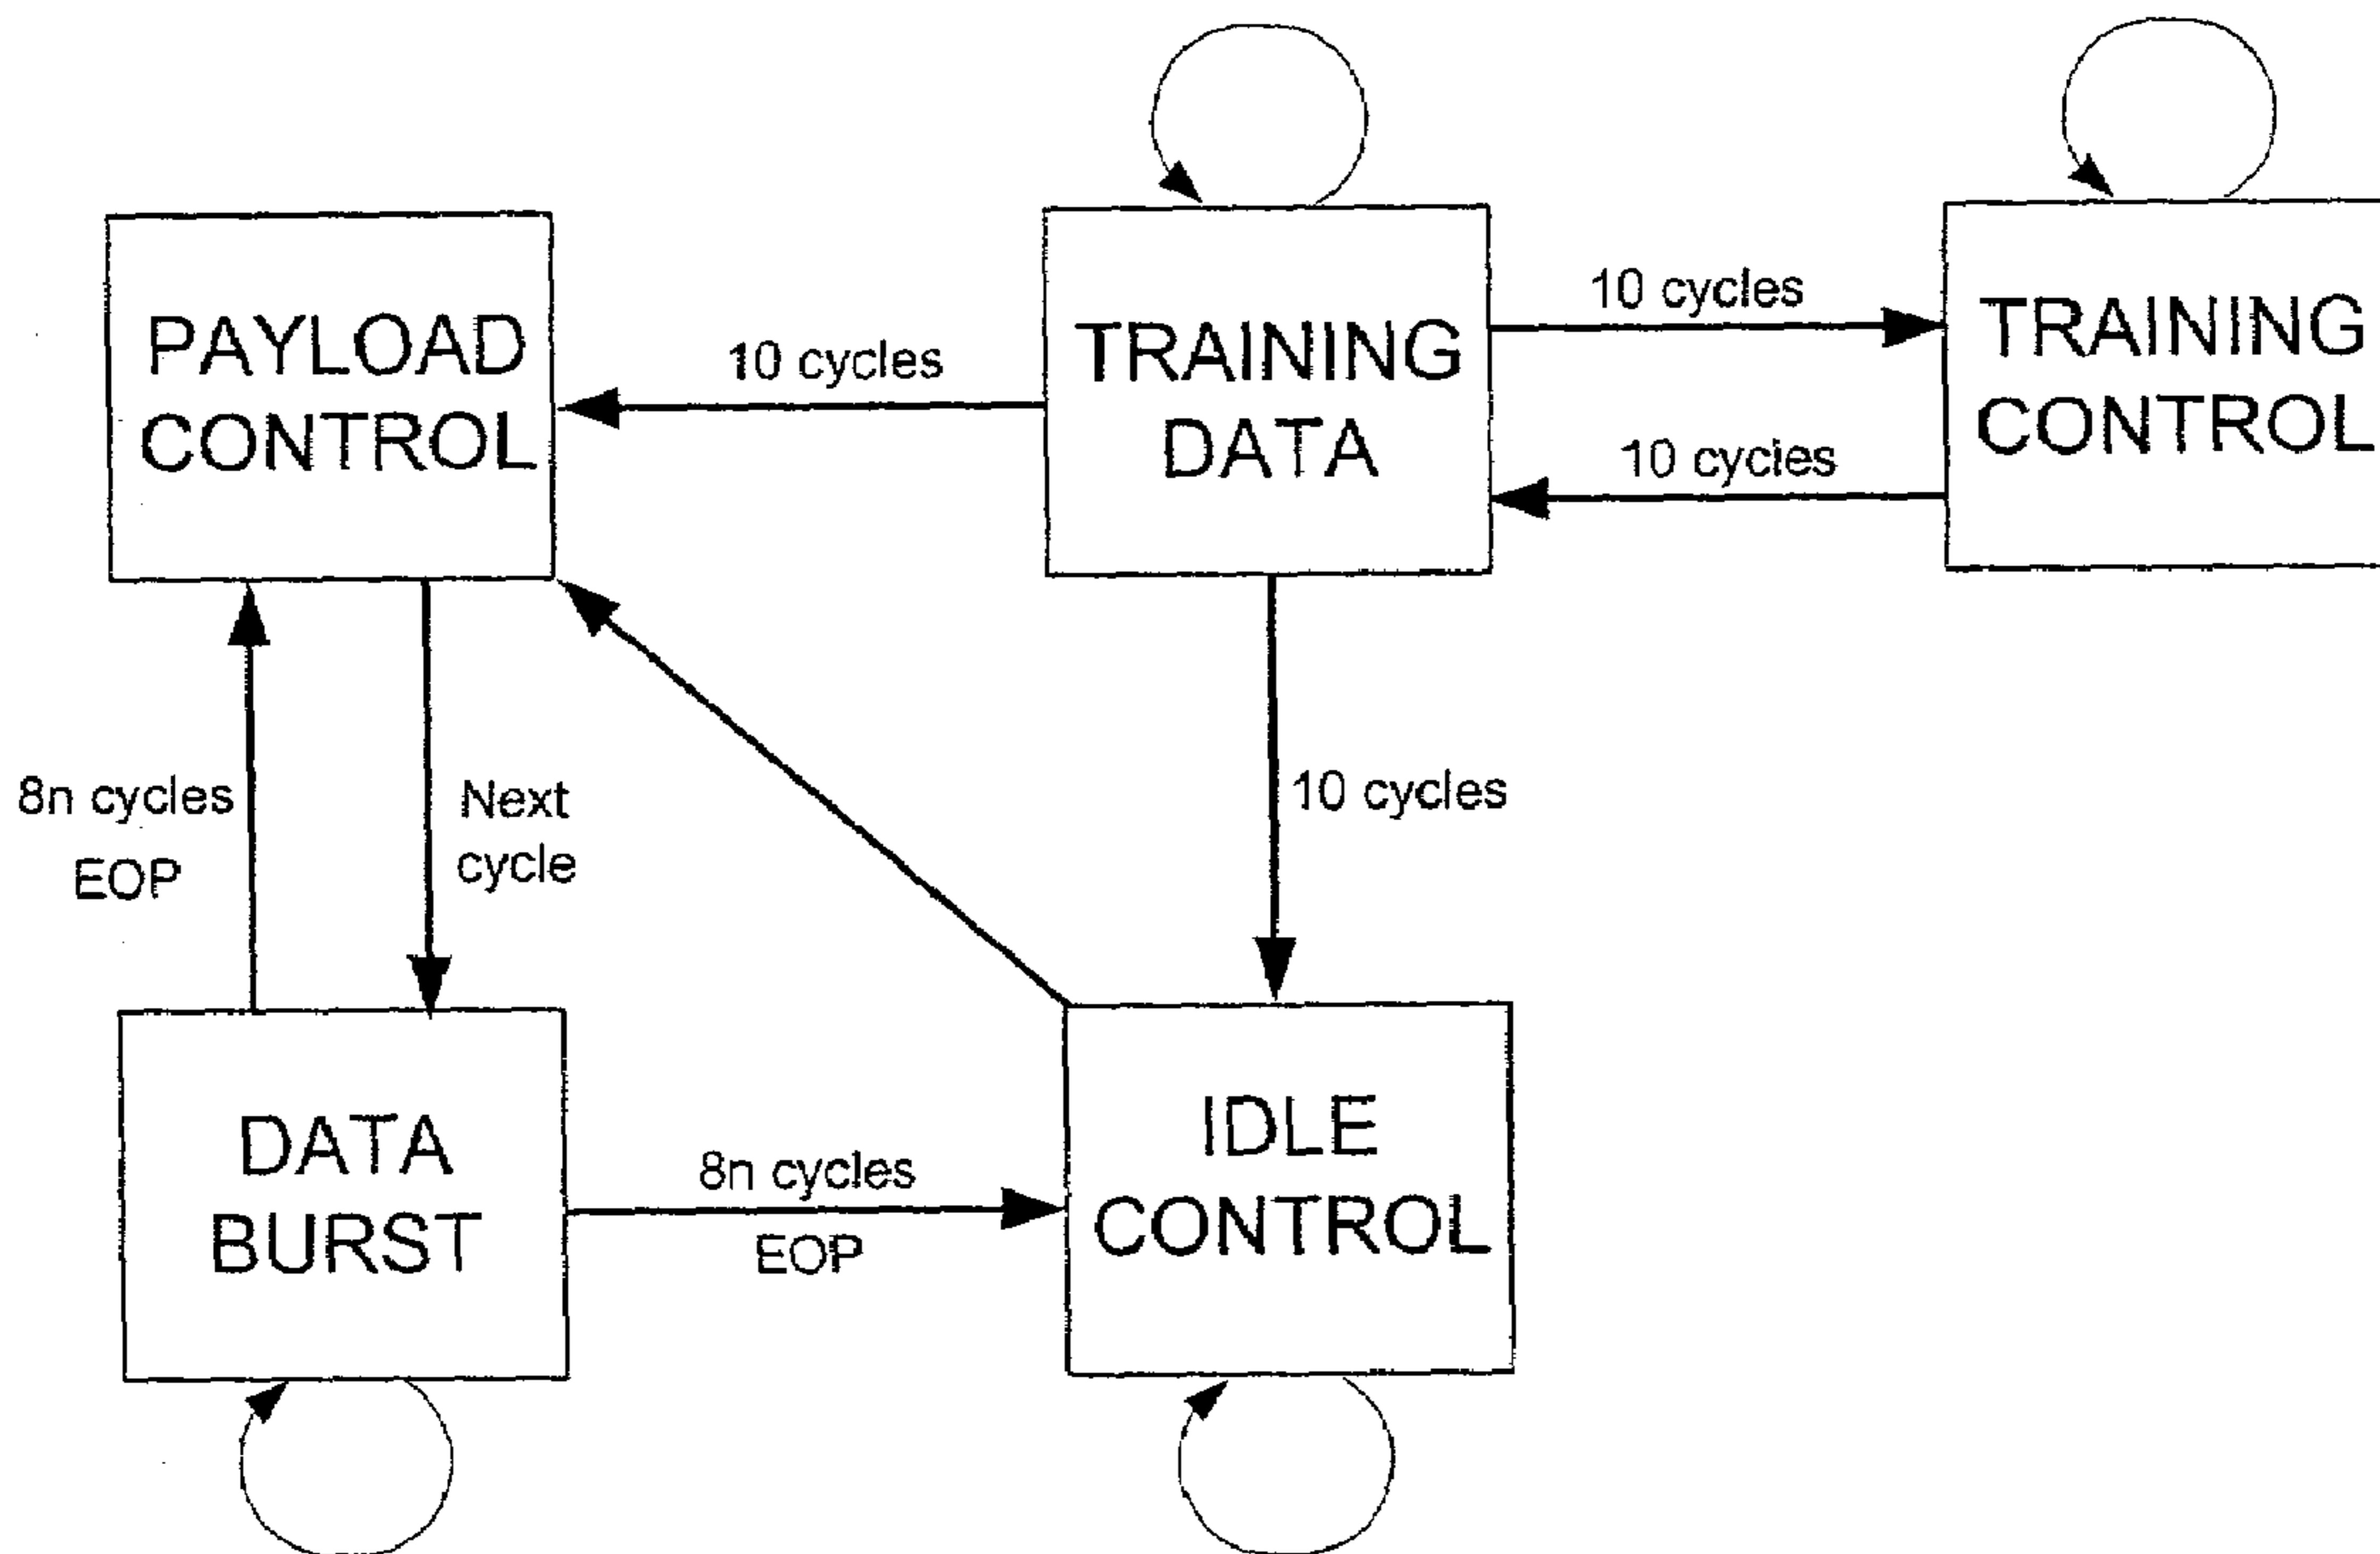 PAYLOAD
CONTROL
10 cycles
TRAINING
DATA
10 cycles
10 cycles
TRAINING
CONTROL
8n cycles
EOP
Next
cycle
10 cycles
DATA
BURST
8n cycles
EOP
IDLE
CONTROL